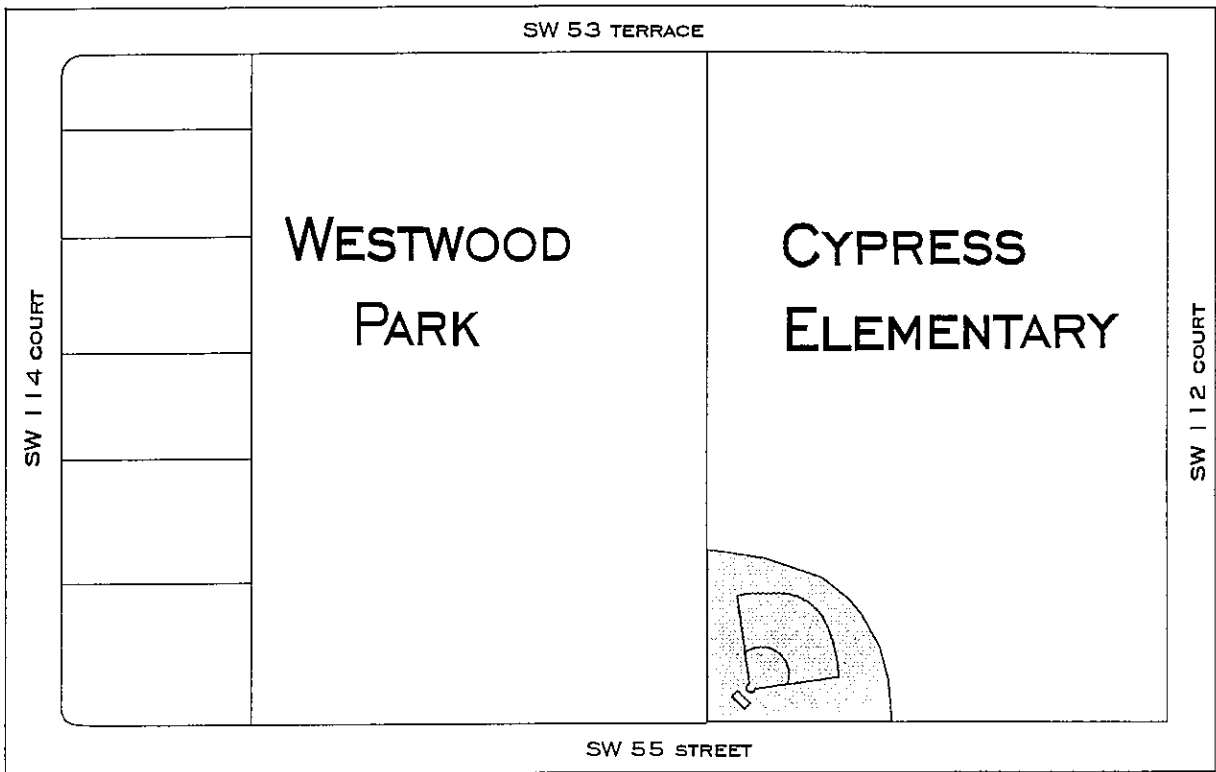 SW 53 TERRACE
WESTWOOD
PARK
CYPRESS
ELEMENTARY
SW 114 COURT
SW 112 COURT
SW 55 STREET